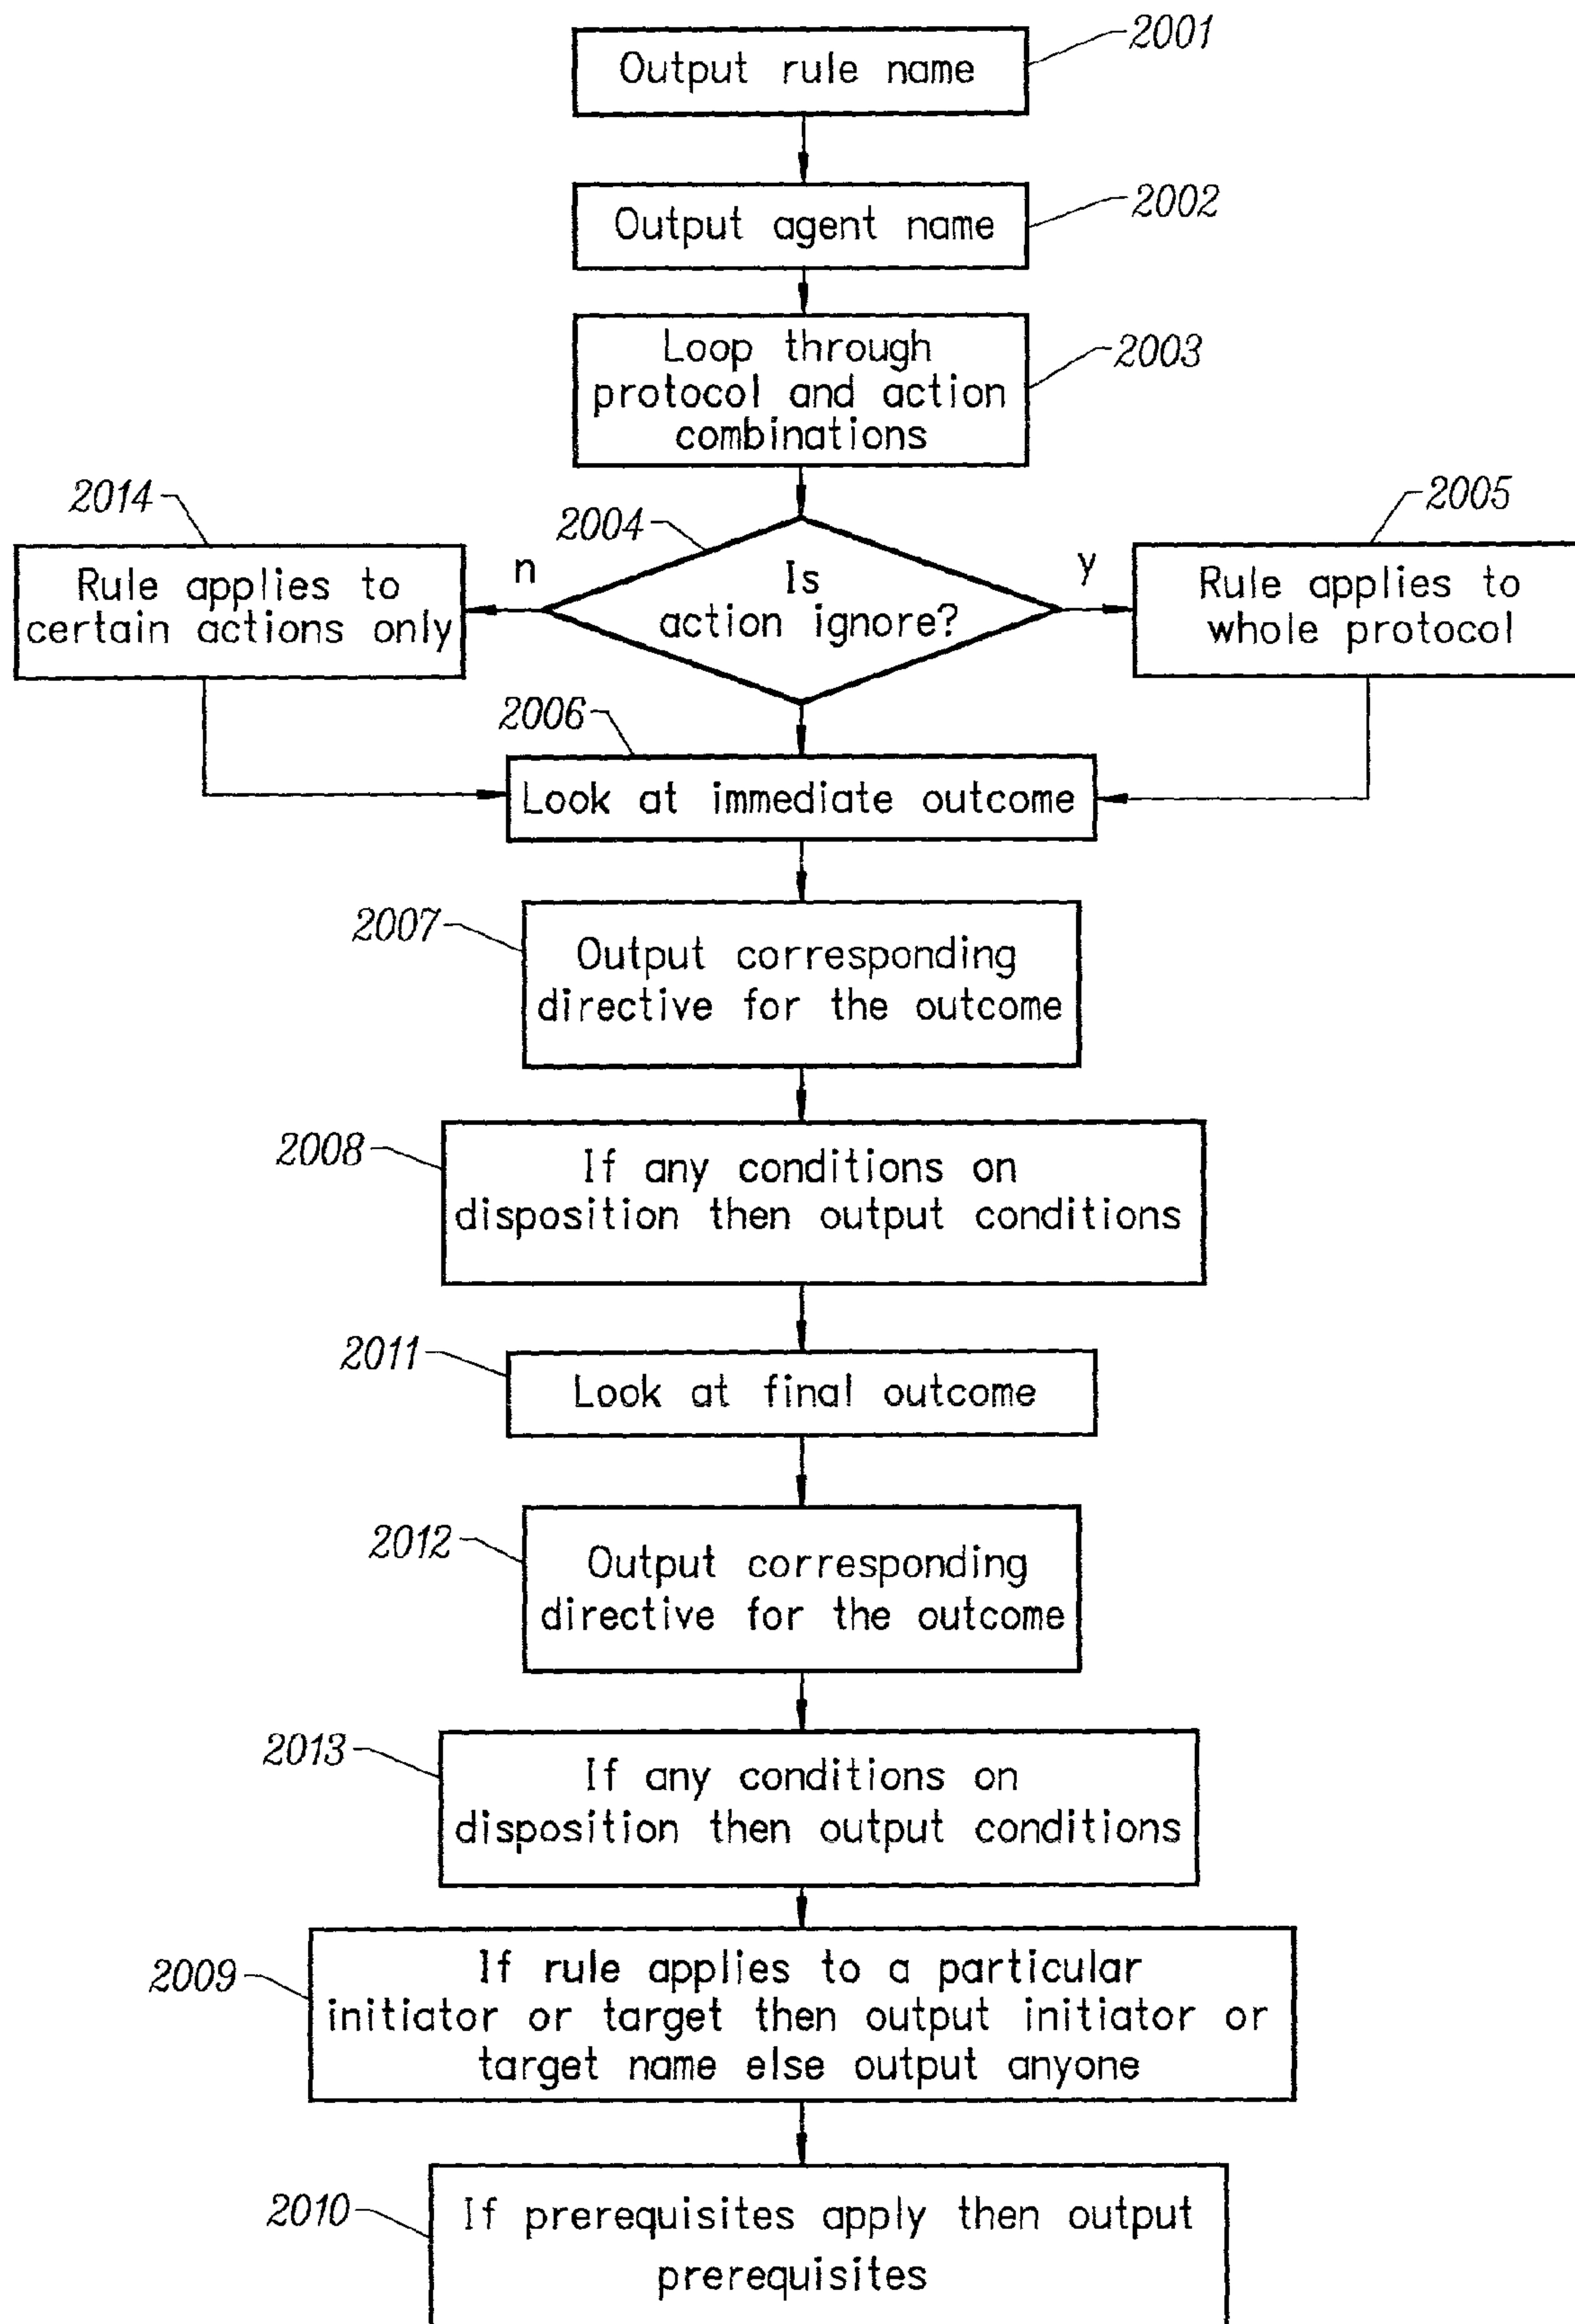 2001
Output rule name
2002
Output agent name
2003
Loop through
protocol and action
combinations
2014
2004
2005
n
y
Rule applies to
certain actions only
Is
action ignore?
Rule applies to
whole protocol
2006
Look at immediate outcome
2007
Output corresponding
directive for the outcome
2008
If any conditions on
disposition then output conditions
2011
Look at final outcome
2012
Output corresponding
directive for the outcome
2013
If any conditions on
disposition then output conditions
2009
If rule applies to a particular
initiator or target then output initiator or
target name else output anyone
2010
If prerequisites apply then output
prerequisites